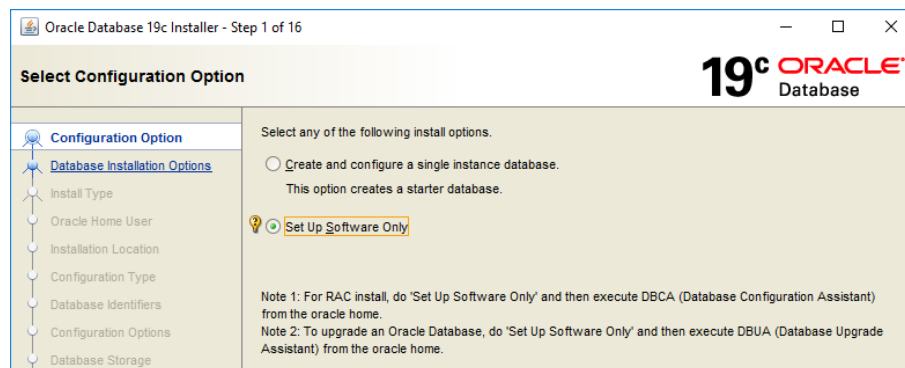 Oracle Database 19c Installer - Step 1 of 16
Select Configuration Option
19c ORACLE
Database
Configuration Option
Database Installation Options
Install Type
Oracle Home User
Installation Location
Configuration Type
Database Identifiers
Configuration Options
Database Storage
Select any of the following install options.
Create and configure a single instance database.
This option creates a starter database.
Set Up Software Only
Note 1: For RAC install, do 'Set Up Software Only' and then execute DBCA (Database Configuration Assistant)
from the oracle home.
Note 2: To upgrade an Oracle Database, do 'Set Up Software Only' and then execute DBUA (Database Upgrade
Assistant) from the oracle home.